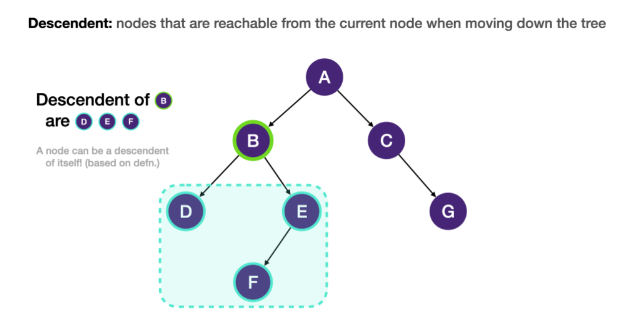 Descendent: nodes that are reachable from the current node when moving down the tree
A
Descendent of B
are D E F
A node can be a descendent
of itself! (based on defn.)
B
C
D
E
G
F